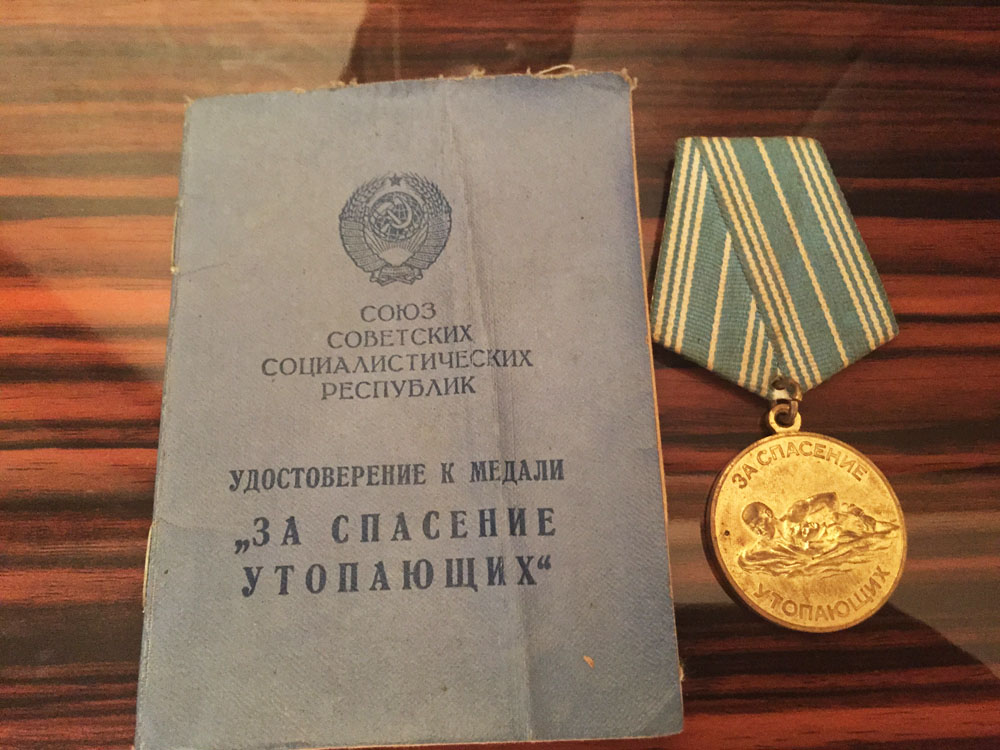 СОЮЗ
СОВЕТСКИХ
СОЦИАЛИСТИЧЕСКИХ
РЕСПУБЛИК
УДОСТОВЕРЕНИЕ К МЕДАЛИ
„ЗА СПАСЕНИЕ
УТОПАЮЩИХ“
ЗА СПАСЕНИЕ
УТОПАЮЩИХ